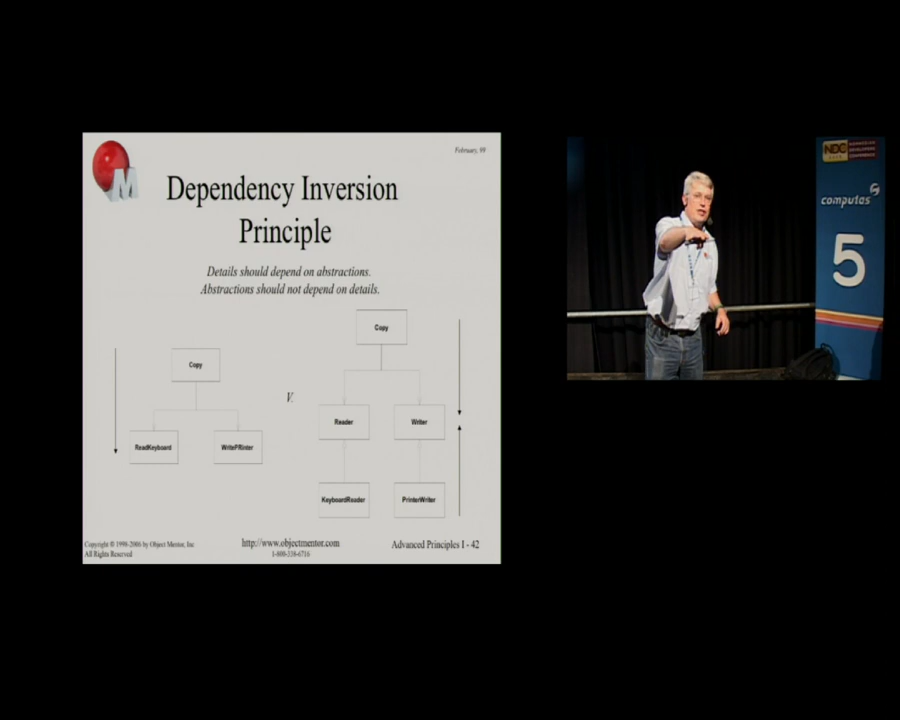 February, 99
M
Dependency Inversion
Principle
Details should depend on abstractions.
Abstractions should not depend on details.
Copy
ReadKeyboard
WritePRinter
V.
Copy
Reader
Writer
KeyboardReader
PrinterWriter
Copyright © 1998-2006 by Object Mentor, Inc
All Rights Reserved
http://www.objectmentor.com
Advanced Principles I - 42
NDC
computas
5